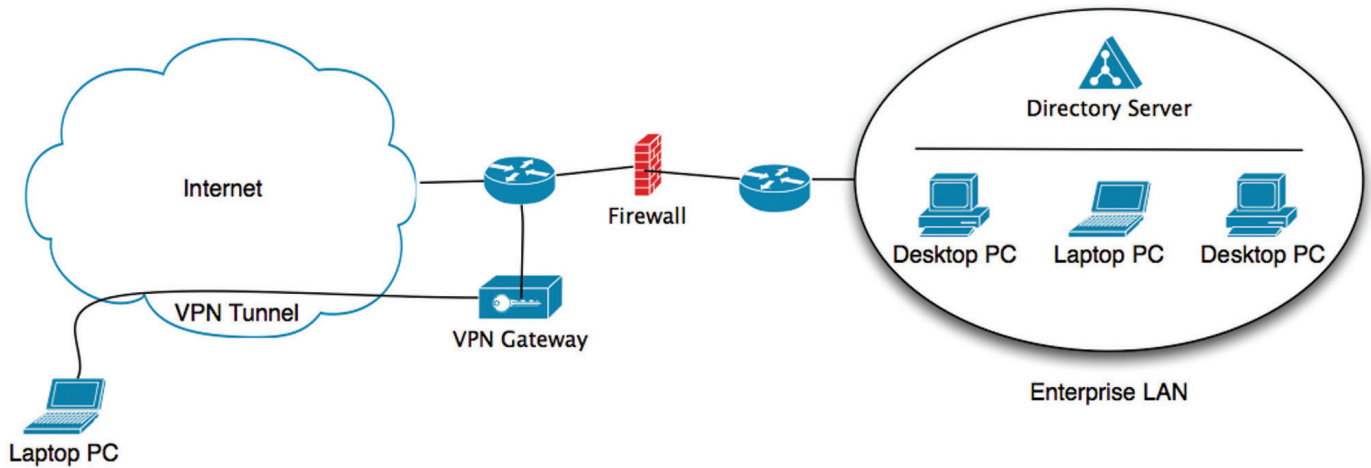 Directory Server
Internet
Firewall
Desktop PC
Laptop PC
Desktop PC
VPN Tunnel
VPN Gateway
Enterprise LAN
Laptop PC